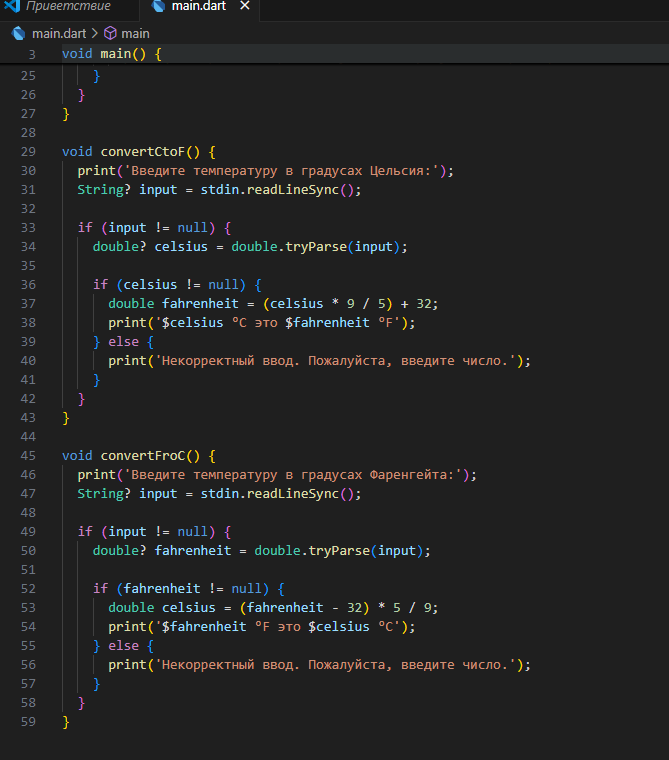 Приветствие main.dart ×
main.dart > main
3 void main() {
25 }
26 }
27 }
28
29 void convertCtoF() {
30 print('Введите температуру в градусах Цельсия:');
31 String? input = stdin.readLineSync();
32
33 if (input != null) {
34 double? celsius = double.tryParse(input);
35
36 if (celsius != null) {
37 double fahrenheit = (celsius * 9 / 5) + 32;
38 print('$celsius °C это $fahrenheit °F');
39 } else {
40 print('Некорректный ввод. Пожалуйста, введите число.');
41 }
42 }
43 }
44
45 void convertFroC() {
46 print('Введите температуру в градусах Фаренгейта:');
47 String? input = stdin.readLineSync();
48
49 if (input != null) {
50 double? fahrenheit = double.tryParse(input);
51
52 if (fahrenheit != null) {
53 double celsius = (fahrenheit - 32) * 5 / 9;
54 print('$fahrenheit °F это $celsius °C');
55 } else {
56 print('Некорректный ввод. Пожалуйста, введите число.');
57 }
58 }
59 }